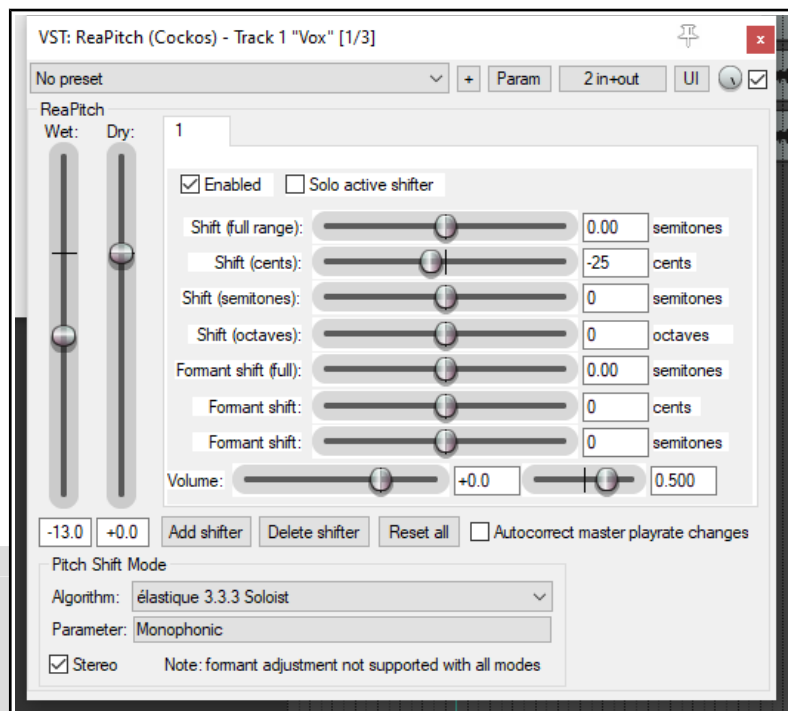 VST: ReaPitch (Cockos) - Track 1 "Vox" [1/3] x
No preset + Param 2 in+out UI
ReaPitch
Wet: Dry: 1
Enabled Solo active shifter
Shift (full range): 0.00 semitones
Shift (cents): -25 cents
Shift (semitones): 0 semitones
Shift (octaves): 0 octaves
Formant shift (full): 0.00 semitones
Formant shift: 0 cents
Formant shift: 0 semitones
Volume: +0.0 0.500
-13.0 +0.0 Add shifter Delete shifter Reset all Autocorrect master playrate changes
Pitch Shift Mode
Algorithm: élastique 3.3.3 Soloist
Parameter: Monophonic
Stereo Note: formant adjustment not supported with all modes